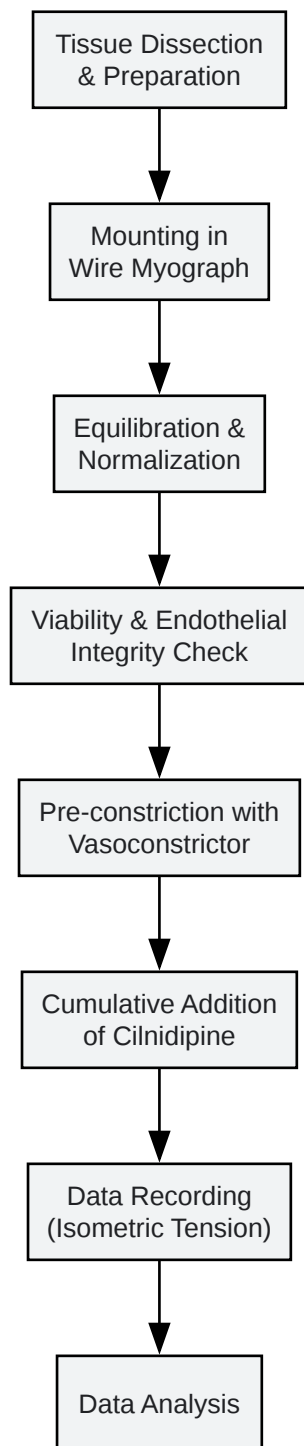 Tissue Dissection
& Preparation
Mounting in
Wire Myograph
Equilibration &
Normalization
Viability & Endothelial
Integrity Check
Pre-constriction with
Vasoconstrictor
Cumulative Addition
of Cilnidipine
Data Recording
(Isometric Tension)
Data Analysis